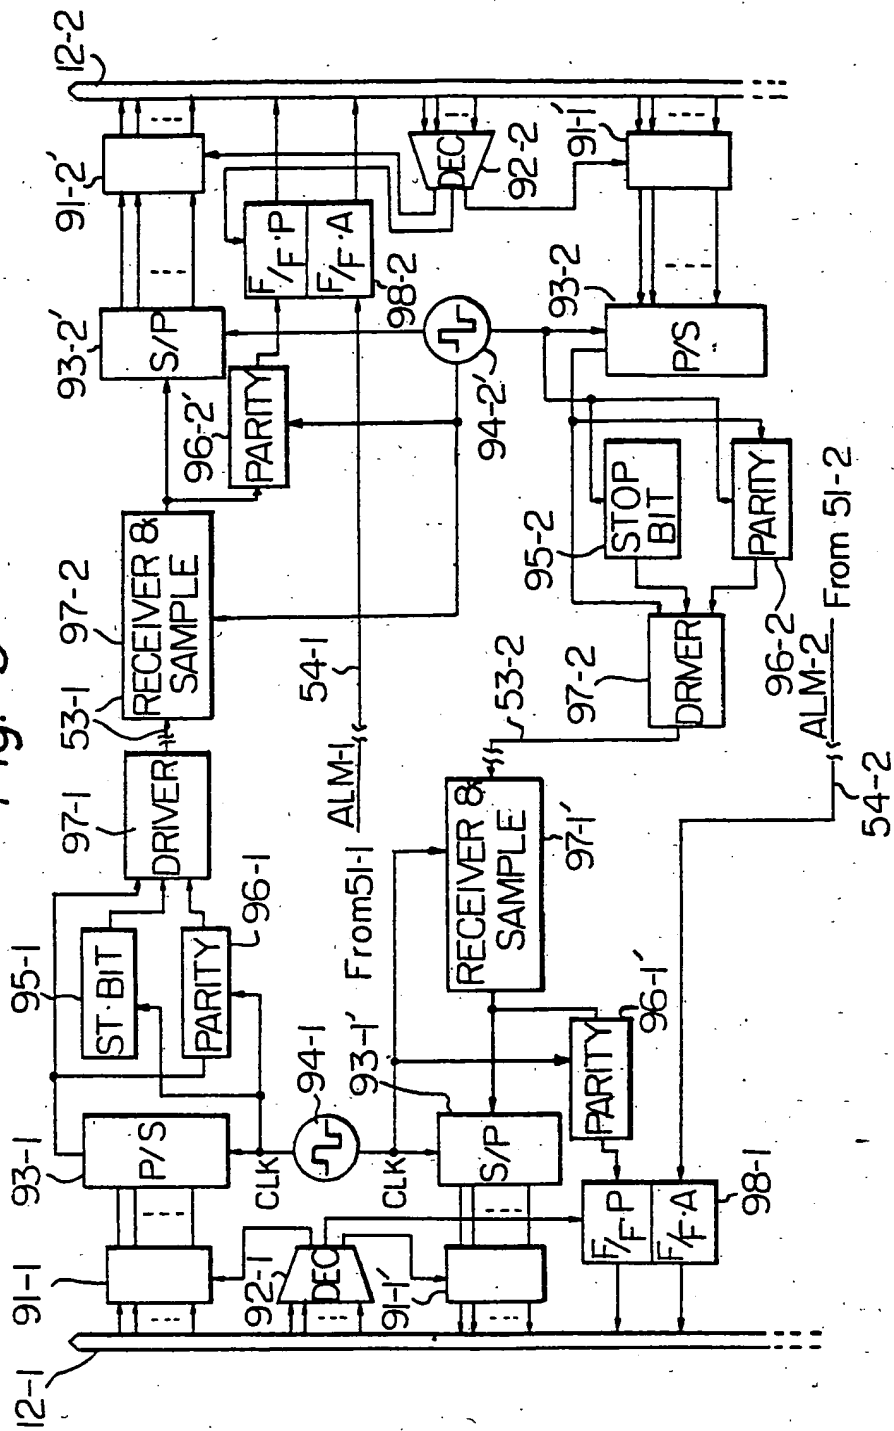 Fig.
12-1
91-1
93-1
P/S
95-1
ST·BIT
PARITY
96-1
97-1
DRIVER
53-1
97-2
RECEIVER &
SAMPLE
93-2'
S/P
96-2'
PARITY
91-2'
12-2
F/F·P
F/F·A
98-2
92-1
DEC
CLK
94-1
CLK
From 51-1
ALM-1
54-1
94-2'
DEC
92-2
91-1'
93-1'
S/P
RECEIVER &
SAMPLE
97-1'
53-2
97-2
DRIVER
95-2
STOP
BIT
93-2
P/S
91-1'
PARITY
96-1'
F/F·P
F/F·A
98-1
PARITY
96-2
ALM-2
From 51-2
54-2